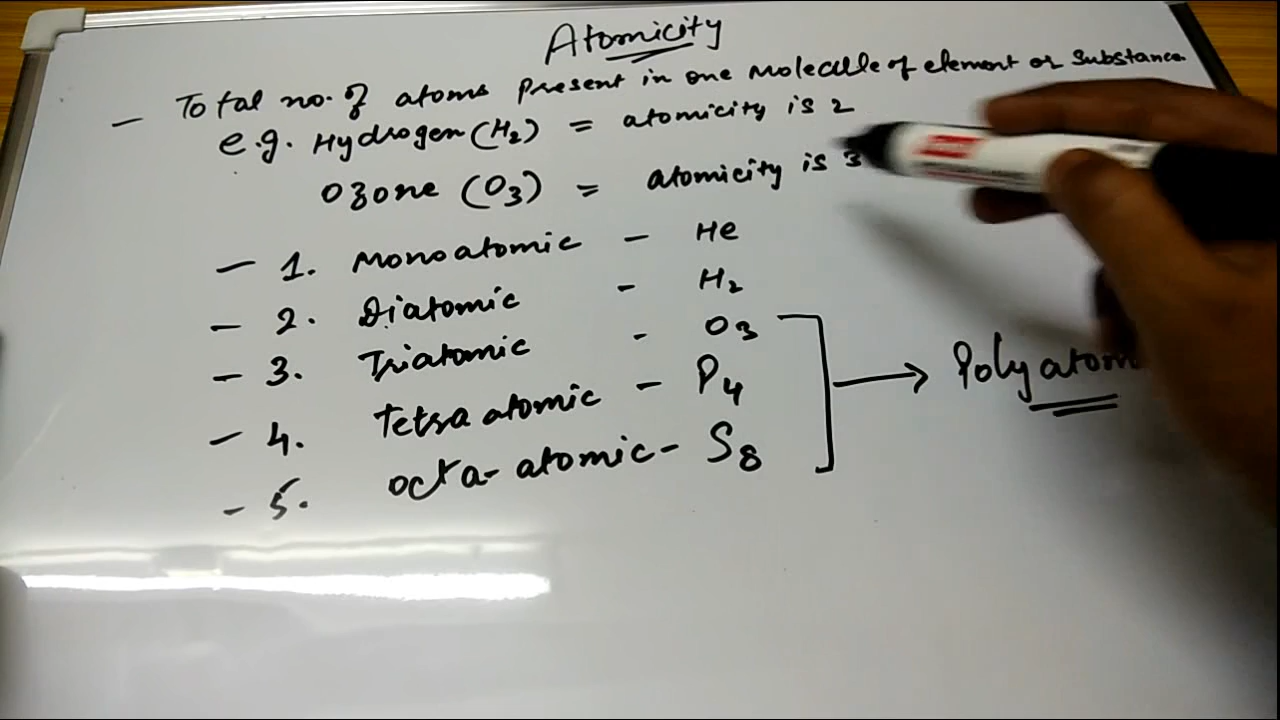 Atomicity
- Total no. of atoms present in one molecule of element or substance.
e.g. Hydrogen (H₂) = atomicity is 2
Ozone (O₃) = atomicity is 3
- 1. Monoatomic - He
- 2. Diatomic - H₂
- 3. Triatomic - O₃
- 4. Tetra atomic - P₄
- 5. octa-atomic - S₈
→ Polyatom